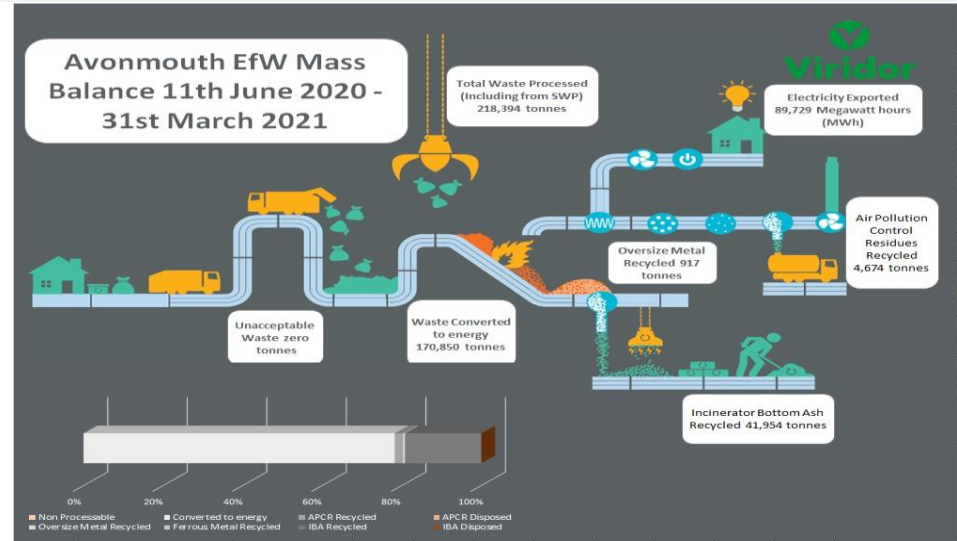 Avonmouth EfW Mass
Balance 11th June 2020 -
31st March 2021
Total Waste Processed
(Including from SWP)
218,394 tonnes
Viridor
Electricity Exported
89,729 Megawatt hours
(MWh)
Air Pollution
Control
Residues
Recycled
4,674 tonnes
Oversize Metal
Recycled 917
tonnes
Unacceptable
Waste zero
tonnes
Waste Converted
to energy
170,850 tonnes
Incinerator Bottom Ash
Recycled 41,954 tonnes
0% 20% 40% 60% 80% 100%
Non Processable Converted to energy APCR Recycled APCR Disposed
Oversize Metal Recycled Ferrous Metal Recycled IBA Recycled IBA Disposed